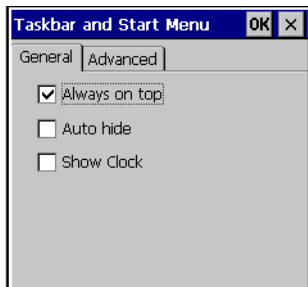 Taskbar and Start Menu OK ×
General Advanced
Always on top
Auto hide
Show Clock